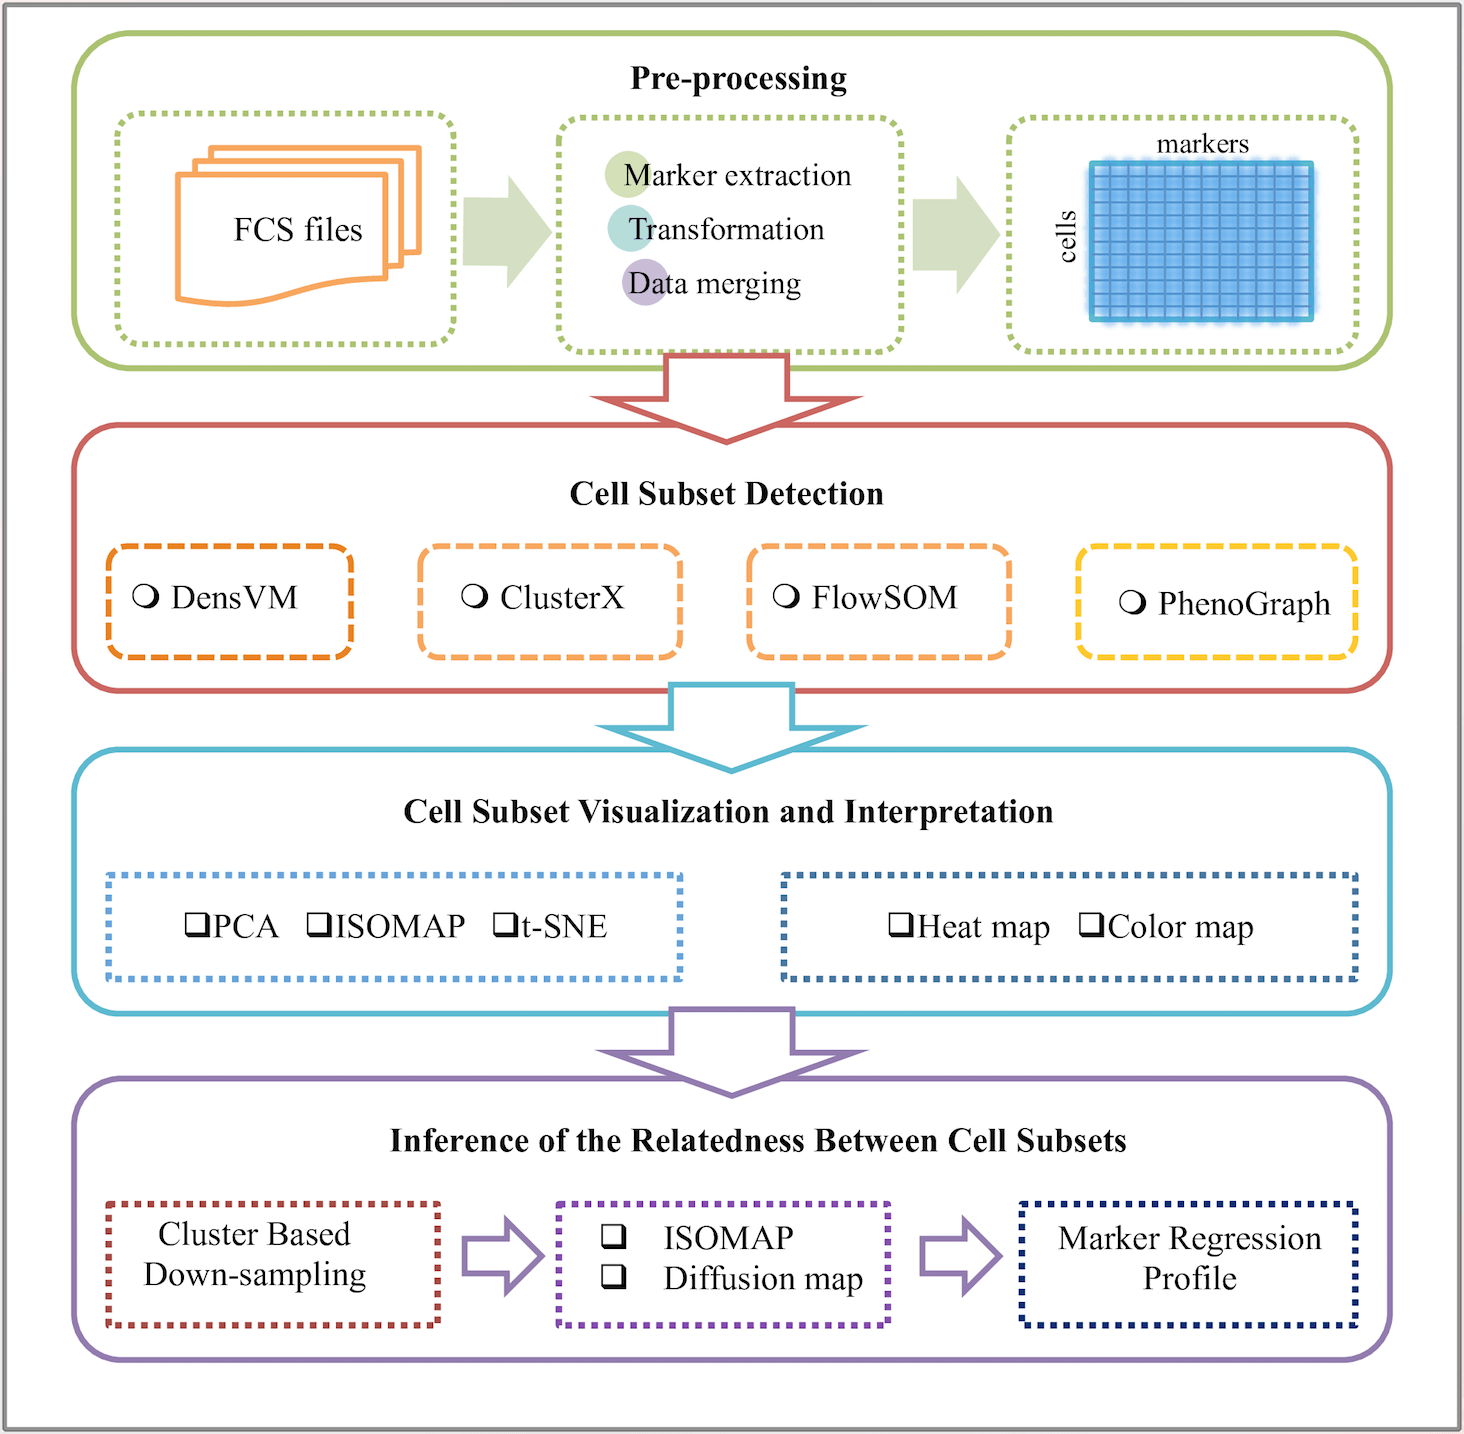 Pre-processing
FCS files
Marker extraction
Transformation
Data merging
markers
cells
Cell Subset Detection
DensVM
ClusterX
FlowSOM
PhenoGraph
Cell Subset Visualization and Interpretation
PCA ISOMAP t-SNE
Heat map Color map
Inference of the Relatedness Between Cell Subsets
Cluster Based
Down-sampling
ISOMAP
Diffusion map
Marker Regression
Profile